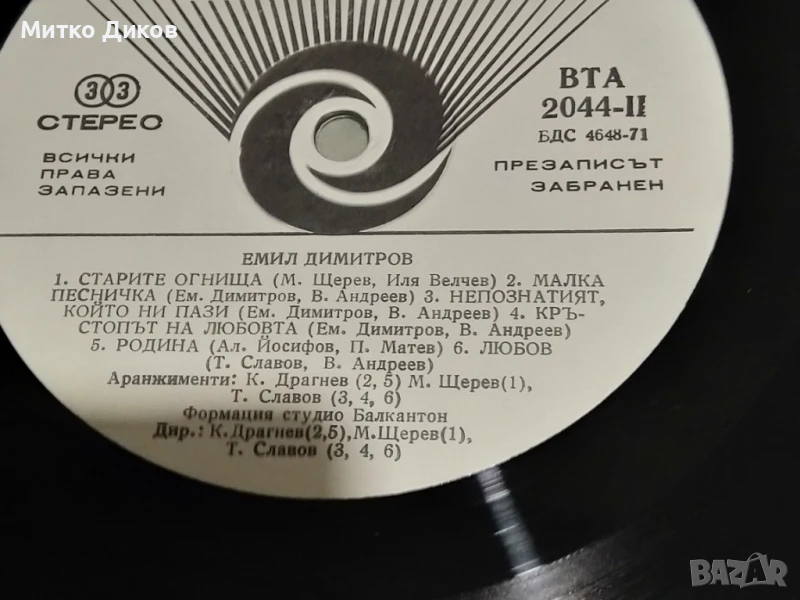 Митко Диков
33
СТЕРЕО
ВСИЧКИ
ПРАВА
ЗАПАЗЕНИ
ВТА
2044-II
БДС 4648-71
ПРЕЗАПИСЪТ
ЗАБРАНЕН
ЕМИЛ ДИМИТРОВ
1. СТАРИТЕ ОГНИЩА (М. Щерев, Иля Велчев) 2. МАЛКА
ПЕСНИЧКА (Ем. Димитров, В. Андреев) 3. НЕПОЗНАТИЯТ,
КОЙТО НИ ПАЗИ (Ем. Димитров, В. Андреев) 4. КРЪ-
СТОПЪТ НА ЛЮБОВТА (Ем. Димитров, В. Андреев)
5. РОДИНА (Ал. Йосифов, П. Матев) 6. ЛЮБОВ
(Т. Славов, В. Андреев)
Аранжименти: К. Драгнев (2, 5) М. Щерев(1),
Т. Славов (3, 4, 6)
Формация студио Балкантон
Дир.: К. Драгнев(2,5),М.Щерев(1),
Т. Славов (3, 4, 6)
BAZAR